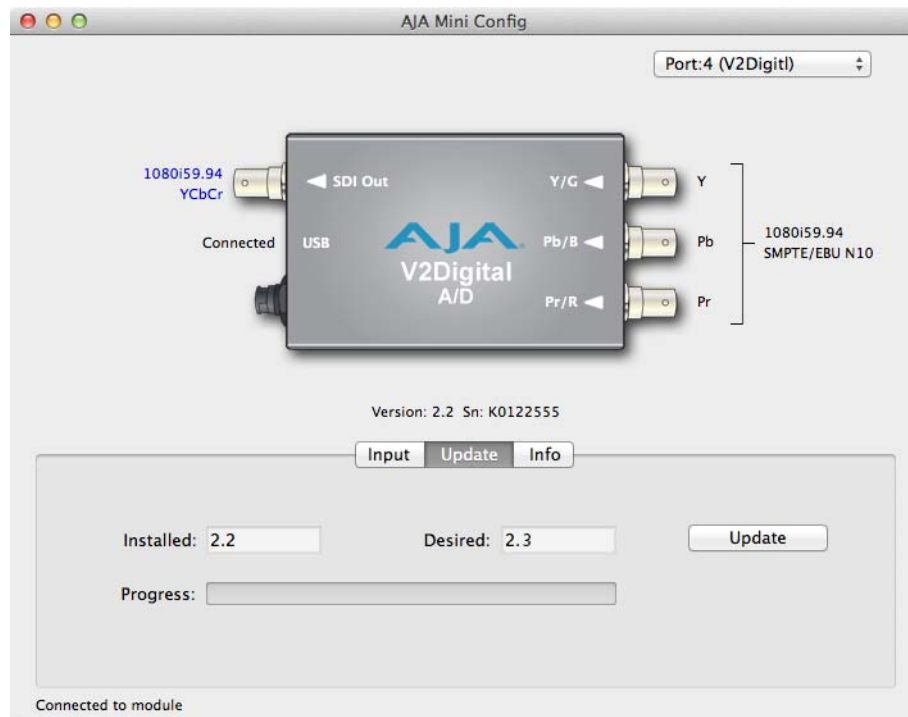 AJA Mini Config
Port:4 (V2Digitl)
1080i59.94
YCbCr
SDI Out
Y/G
Y
Connected
USB
AJA
Pb/B
Pb
1080i59.94
SMPTE/EBU N10
V2Digital
A/D
Pr/R
Pr
Version: 2.2 Sn: K0122555
Input
Update
Info
Installed: 2.2
Desired: 2.3
Update
Progress:
Connected to module